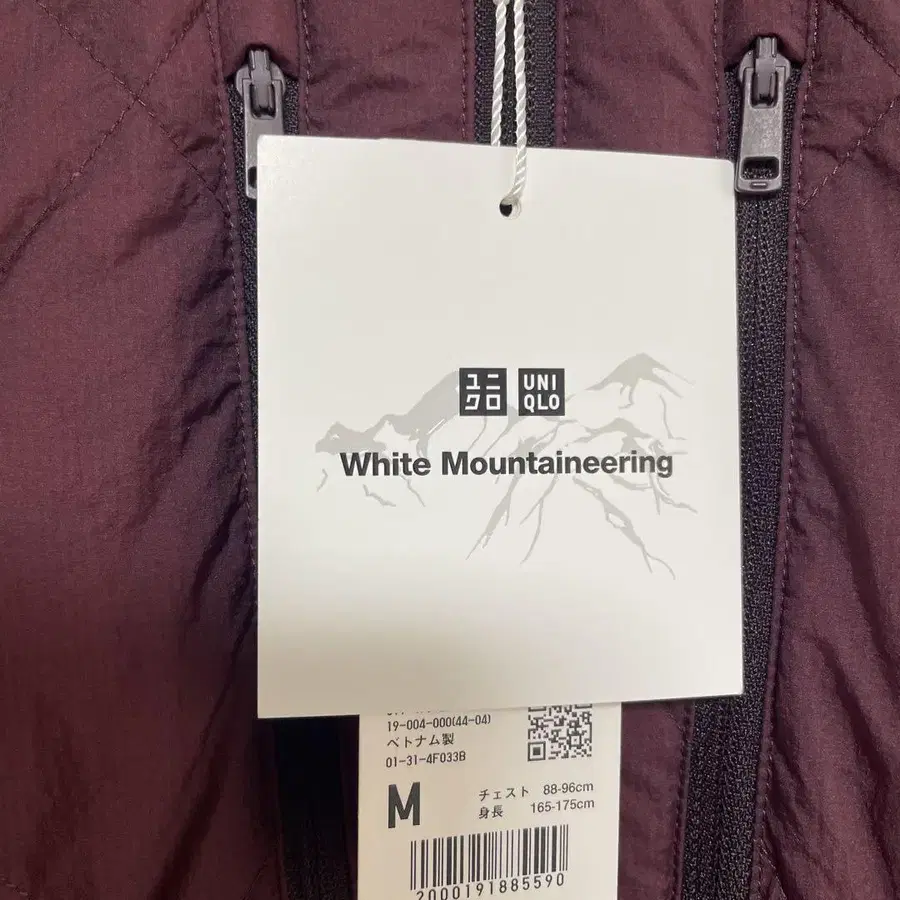 ユニ
クロ
UNI
QLO
White Mountaineering
19-004-000(44-04)
ベトナム製
01-31-4F033B
M
チェスト 88-96cm
身長 165-175cm
2000191885590